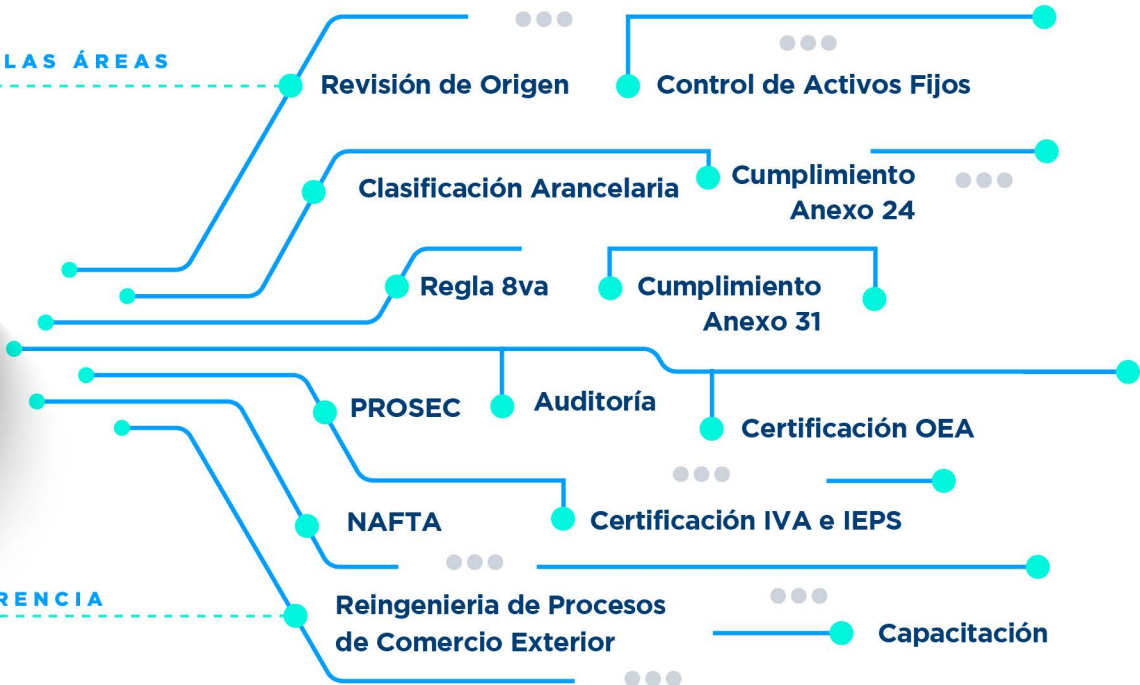 LAS ÁREAS
Revisión de Origen
Control de Activos Fijos
Clasificación Arancelaria
Cumplimiento
Anexo 24
Regla 8va
Cumplimiento
Anexo 31
PROSEC
Auditoría
Certificación OEA
NAFTA
Certificación IVA e IEPS
RENCIA
Reingenieria de Procesos
de Comercio Exterior
Capacitación